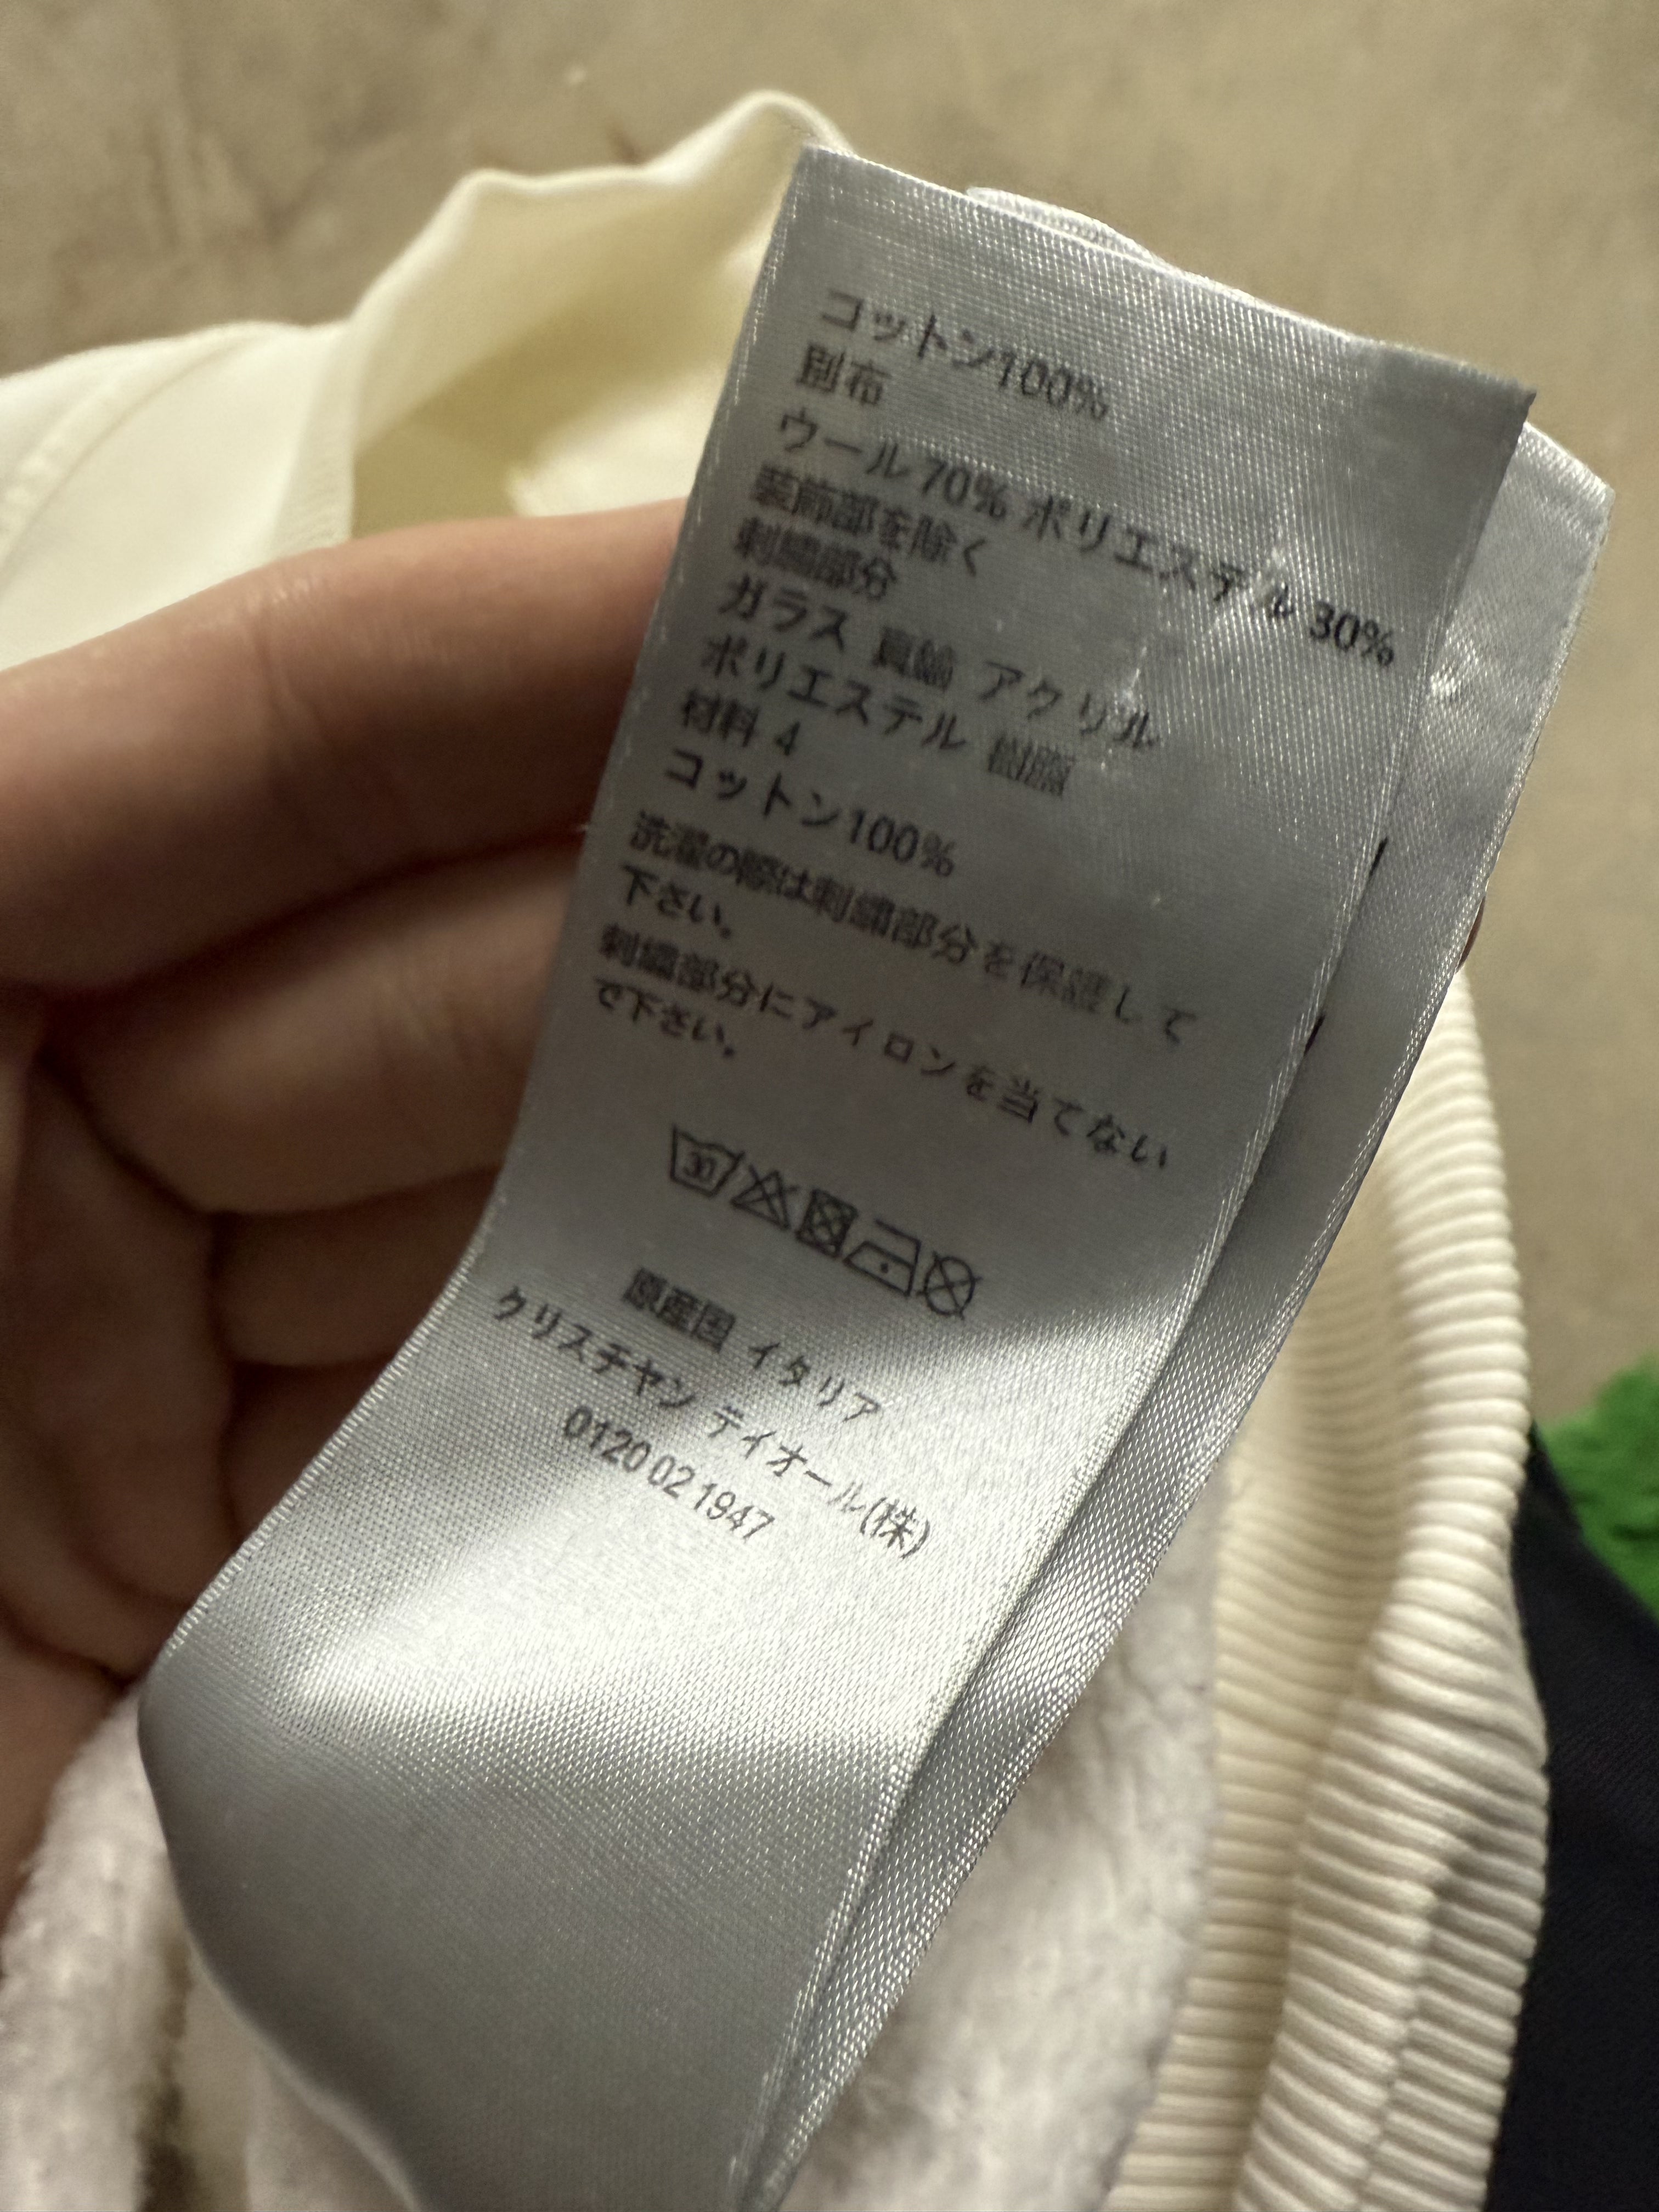 コットン100%
別布
ウール 70% ポリエステル 30%
装飾部を除く
刺繍部分
ガラス 真鍮 アクリル
ポリエステル 樹脂
材料 4
コットン100%
洗濯の際は刺繍部分を保護して
下さい。
刺繍部分にアイロンを当てない
で下さい。
30
原産国 イタリア
クリスチャン ディオール(株)
0120 02 1947